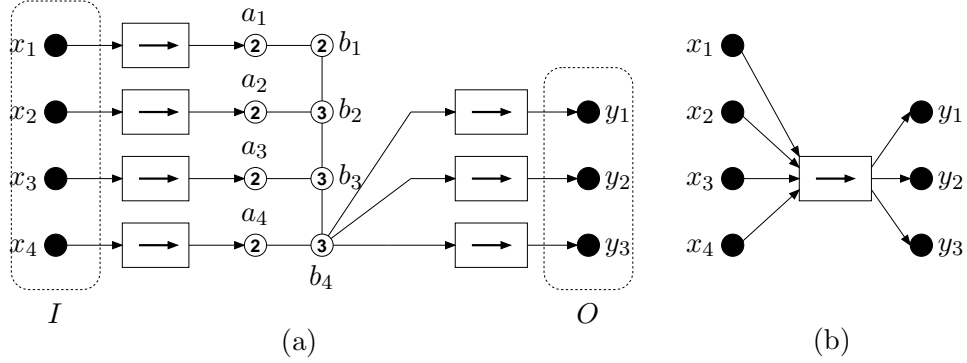 a₁
x₁ 2 2 b₁ x₁
a₂
x₂ 2 3 b₂ y₁ x₂ y₁
a₃
x₃ 2 3 b₃ y₂ x₃ y₂
a₄
x₄ 2 3 y₃ x₄ y₃
b₄
I O
(a) (b)